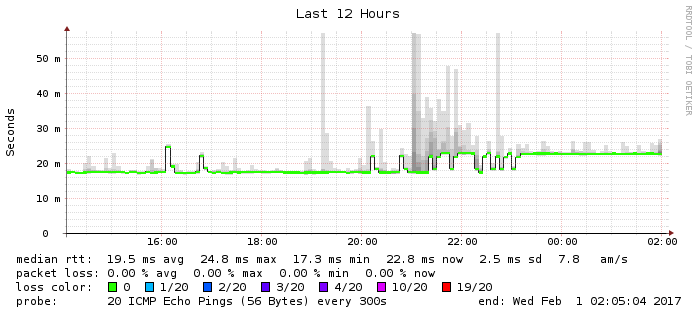 Last 12 Hours
RRDTOOL / TOBI OETIKER
Seconds
50 m
40 m
30 m
20 m
10 m
0
16:00 18:00 20:00 22:00 00:00 02:00
median rtt: 19.5 ms avg 24.8 ms max 17.3 ms min 22.8 ms now 2.5 ms sd 7.8 am/s
packet loss: 0.00 % avg 0.00 % max 0.00 % min 0.00 % now
loss color: 0 1/20 2/20 3/20 4/20 10/20 19/20
probe: 20 ICMP Echo Pings (56 Bytes) every 300s end: Wed Feb 1 02:05:04 2017